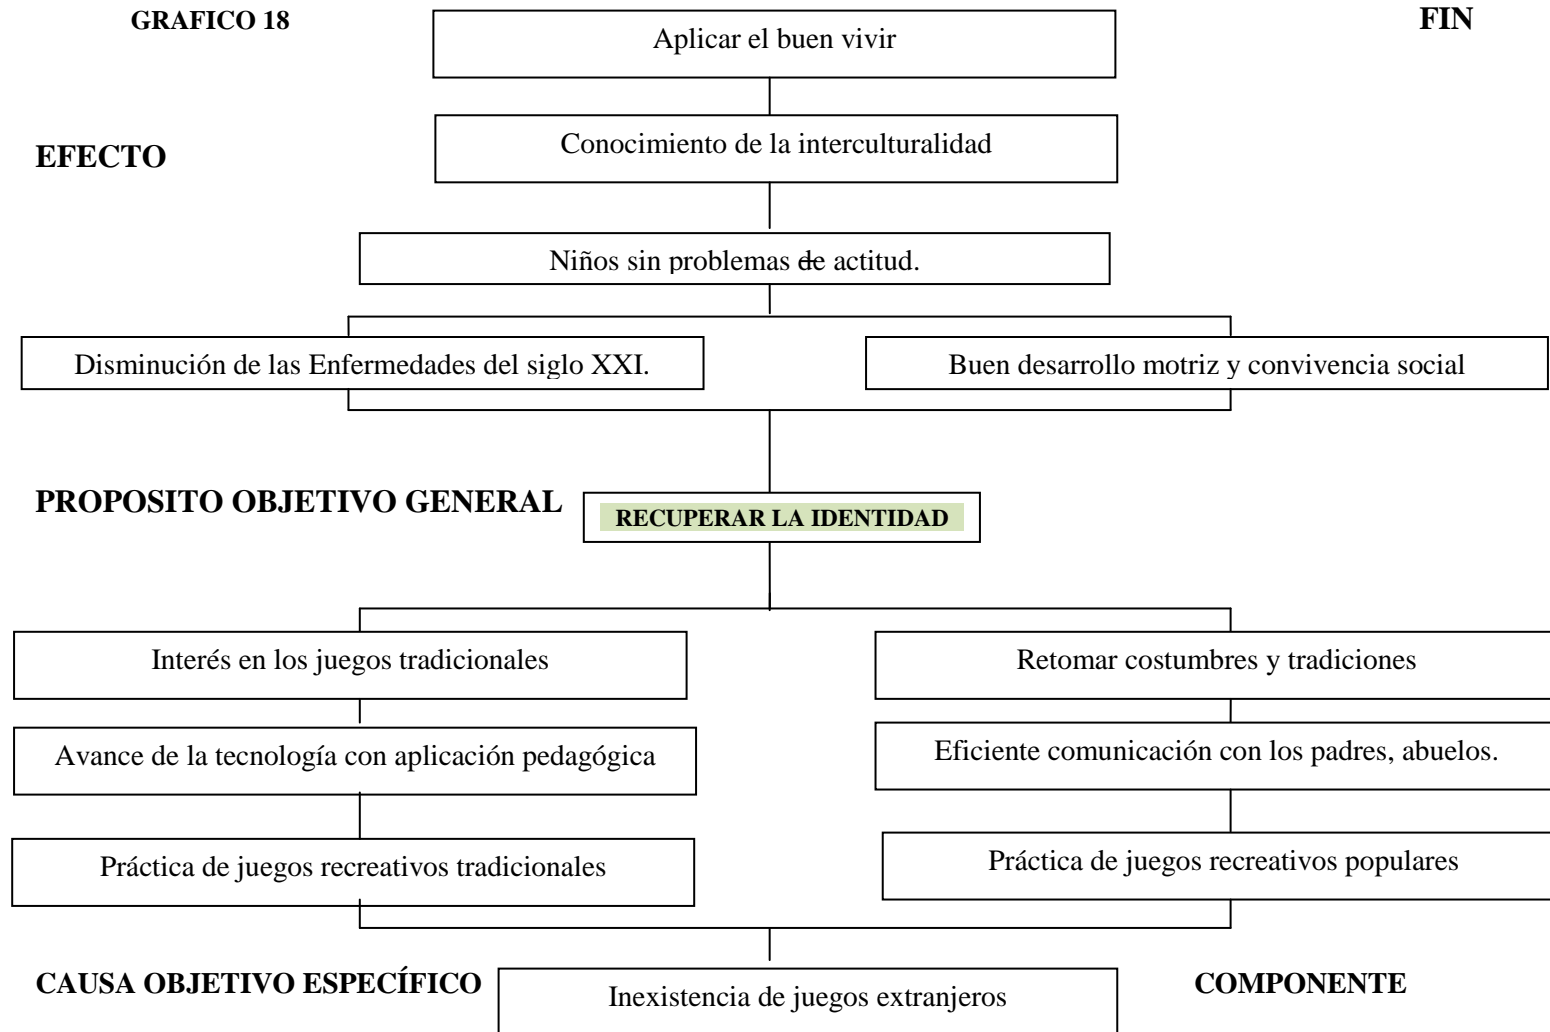 GRAFICO 18
FIN
Aplicar el buen vivir
Conocimiento de la interculturalidad
EFECTO
Niños sin problemas de actitud.
Disminución de las Enfermedades del siglo XXI.
Buen desarrollo motriz y convivencia social
PROPOSITO OBJETIVO GENERAL
RECUPERAR LA IDENTIDAD
Interés en los juegos tradicionales
Retomar costumbres y tradiciones
Avance de la tecnología con aplicación pedagógica
Eficiente comunicación con los padres, abuelos.
Práctica de juegos recreativos tradicionales
Práctica de juegos recreativos populares
CAUSA OBJETIVO ESPECÍFICO
COMPONENTE
Inexistencia de juegos extranjeros